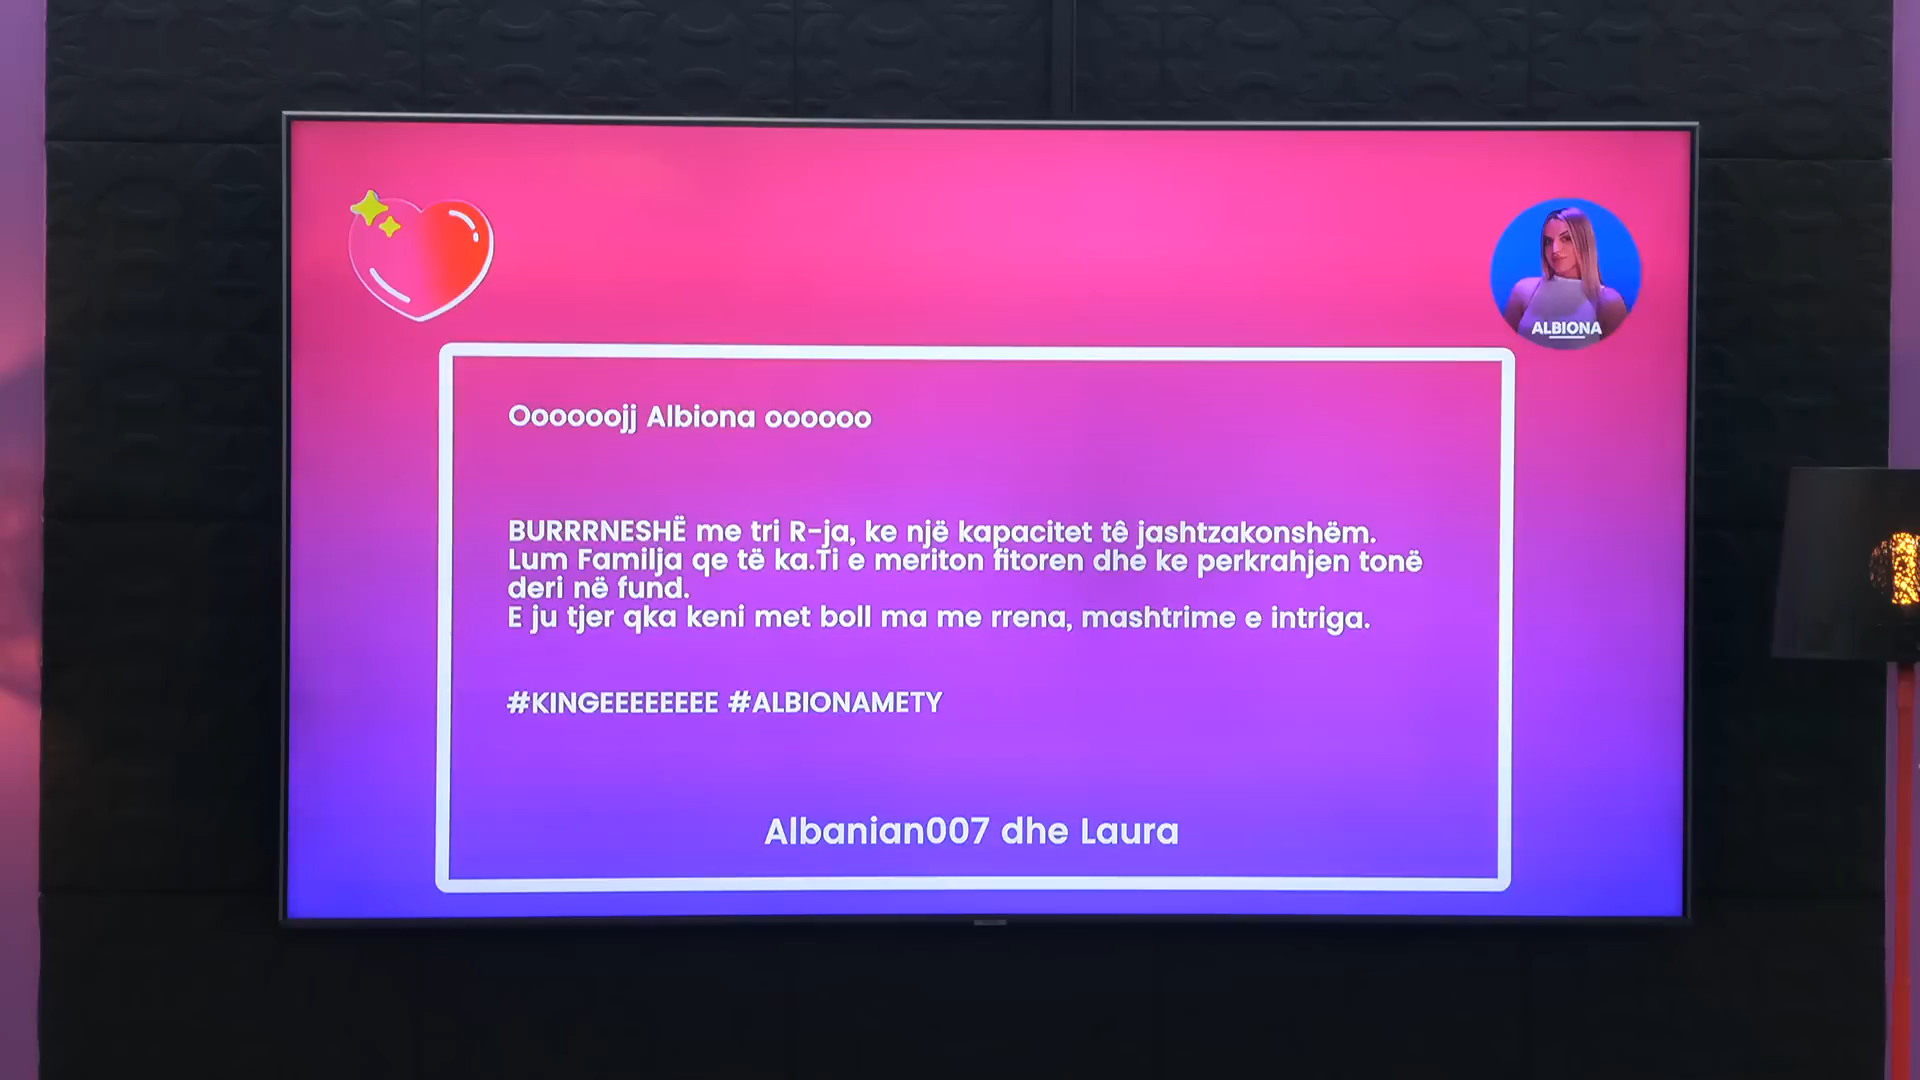 ALBIONA
Oooooojj Albiona oooooo
BURRRNESHË me tri R-ja, ke një kapacitet tê jashtzakonshëm.
Lum Familja qe të ka.Ti e meriton fitoren dhe ke perkrahjen tonë
deri në fund.
E ju tjer qka keni met boll ma me rrena, mashtrime e intriga.
#KINGEEEEEEEE #ALBIONAMETY
Albanian007 dhe Laura